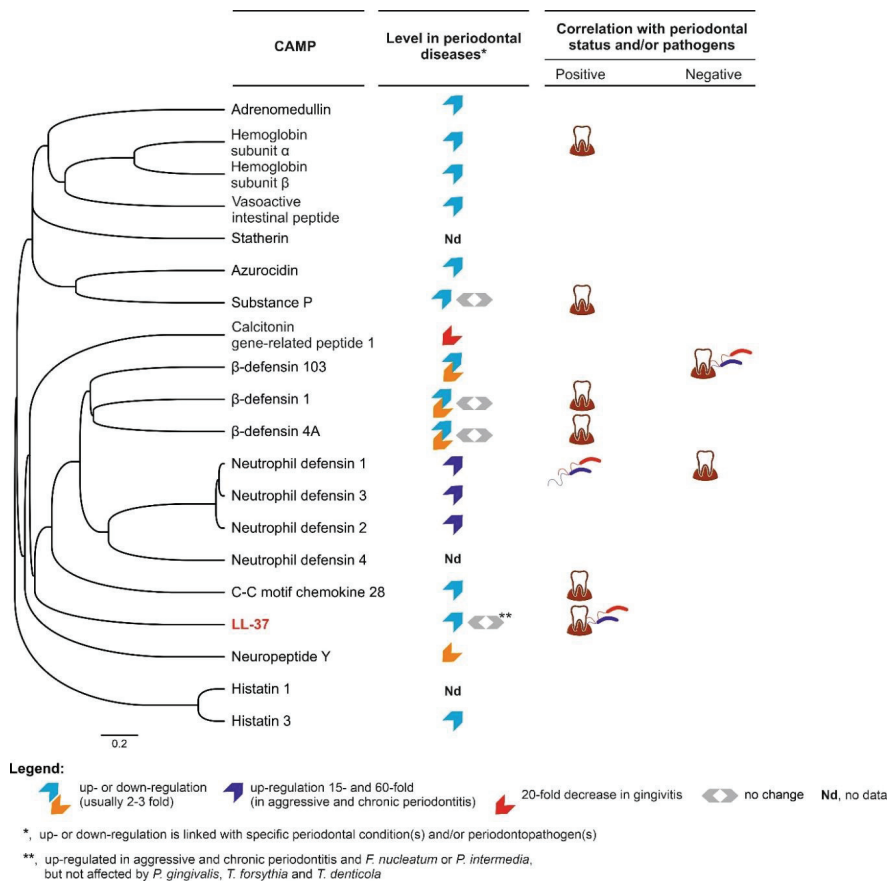 CAMP
Level in periodontal
diseases*
Correlation with periodontal
status and/or pathogens
Positive
Negative
Adrenomedullin
Hemoglobin
subunit α
Hemoglobin
subunit β
Vasoactive
intestinal peptide
Statherin
Nd
Azurocidin
Substance P
Calcitonin
gene-related peptide 1
β-defensin 103
β-defensin 1
β-defensin 4A
Neutrophil defensin 1
Neutrophil defensin 3
Neutrophil defensin 2
Neutrophil defensin 4
Nd
C-C motif chemokine 28
LL-37
**
Neuropeptide Y
Histatin 1
Nd
Histatin 3
0.2
Legend:
up- or down-regulation
(usually 2-3 fold)
up-regulation 15- and 60-fold
(in aggressive and chronic periodontitis)
20-fold decrease in gingivitis
no change
Nd, no data
*, up- or down-regulation is linked with specific periodontal condition(s) and/or periodontopathogen(s)
**, up-regulated in aggressive and chronic periodontitis and F. nucleatum or P. intermedia,
but not affected by P. gingivalis, T. forsythia and T. denticola